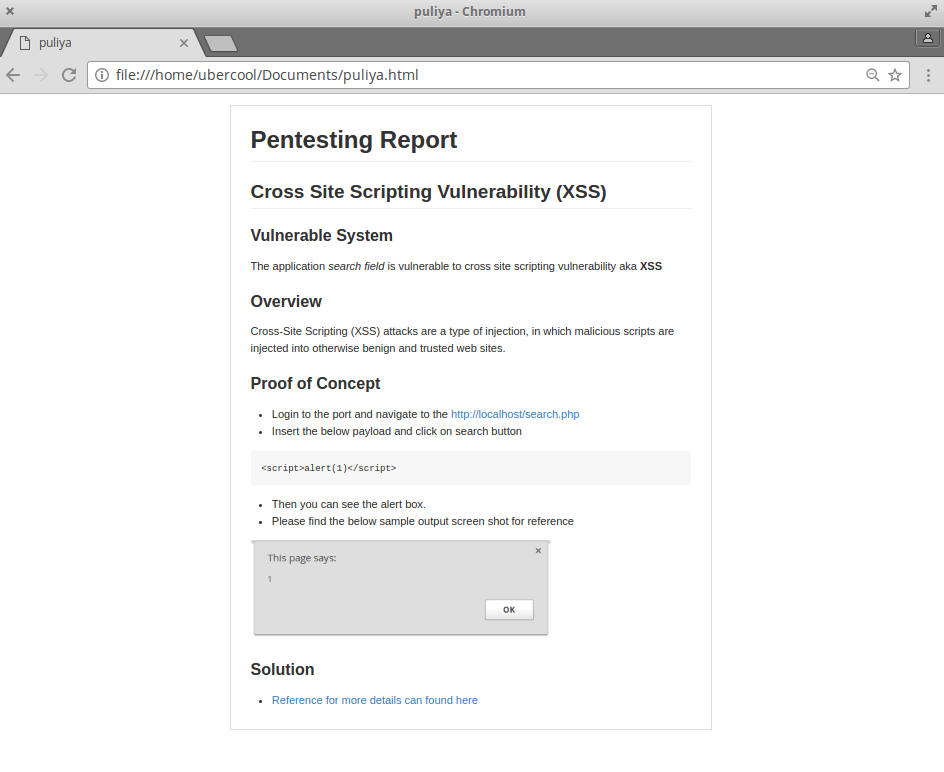 puliya - Chromium
puliya
file:///home/ubercool/Documents/puliya.html
Pentesting Report
Cross Site Scripting Vulnerability (XSS)
Vulnerable System
The application search field is vulnerable to cross site scripting vulnerability aka XSS
Overview
Cross-Site Scripting (XSS) attacks are a type of injection, in which malicious scripts are
injected into otherwise benign and trusted web sites.
Proof of Concept
• Login to the port and navigate to the http://localhost/search.php
• Insert the below payload and click on search button
<script>alert(1)</script>
• Then you can see the alert box.
• Please find the below sample output screen shot for reference
This page says:
1
OK
Solution
• Reference for more details can found here